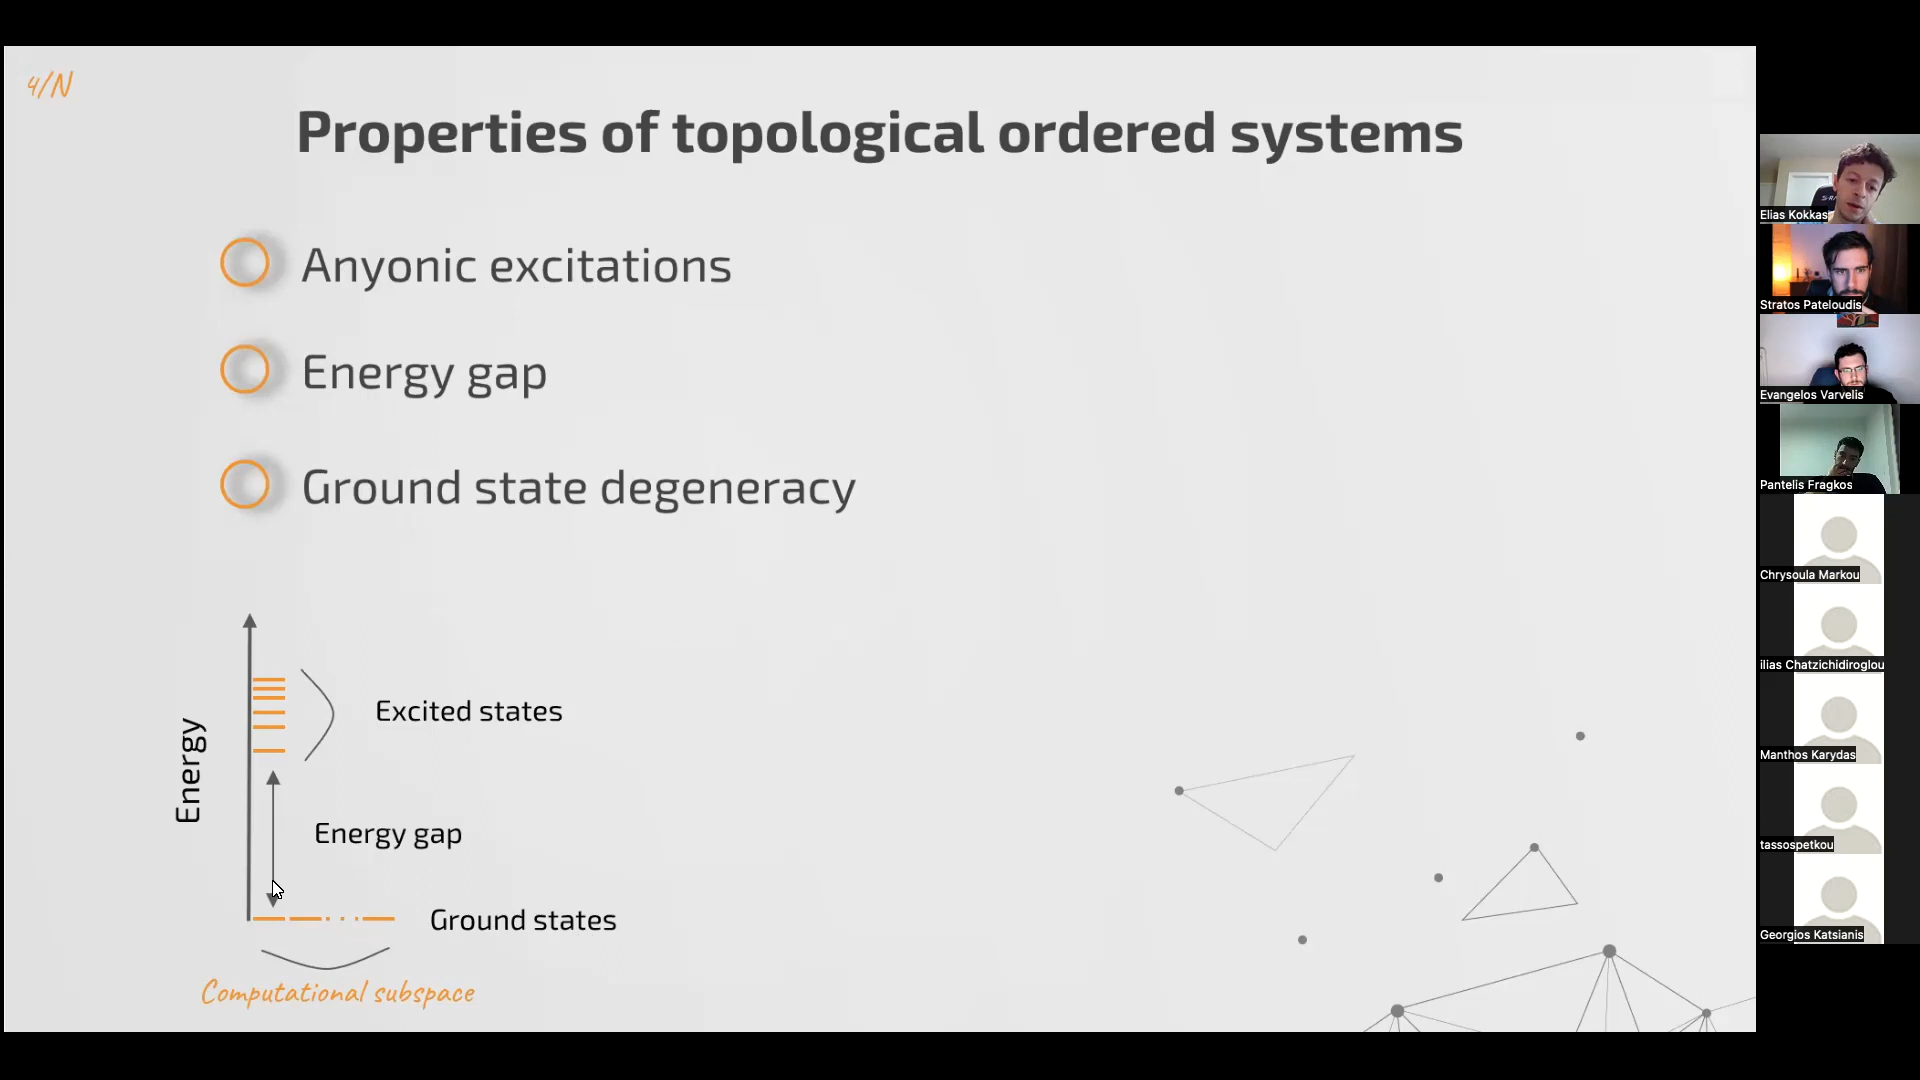 4/N
Properties of topological ordered systems
Anyonic excitations
Energy gap
Ground state degeneracy
Energy
Excited states
Energy gap
Ground states
Computational subspace
Elias Kokkas
Stratos Pateloudis
Evangelos Varvelis
Pantelis Fragkos
Chrysoula Markou
ilias Chatzichidiroglou
Manthos Karydas
tassospetkou
Georgios Katsianis